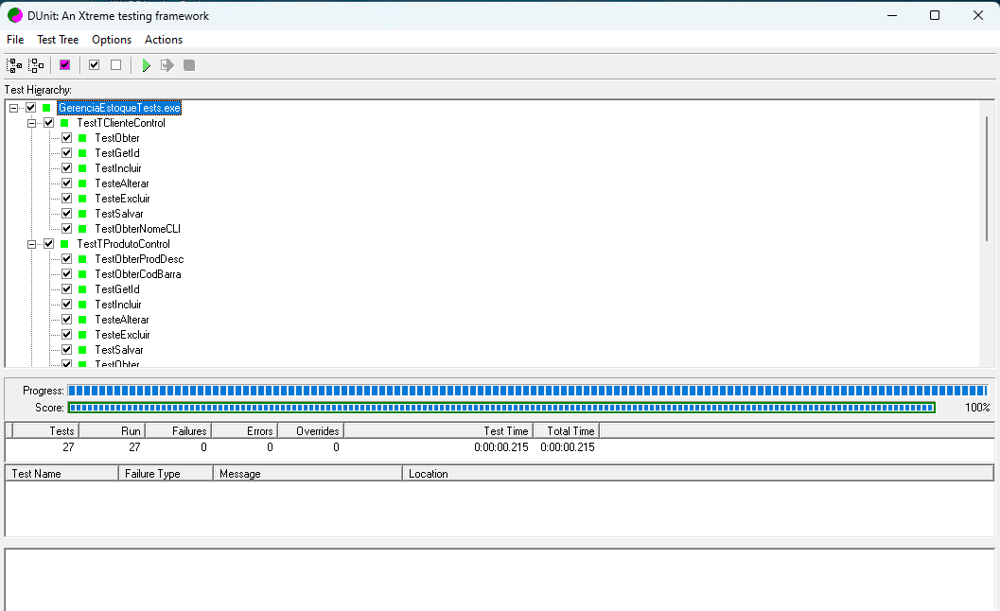 DUnit: An Xtreme testing framework
File Test Tree Options Actions
Test Hierarchy:
GerenciaEstoqueTests.exe
TestTClienteControl
TestObter
TestGetId
TestIncluir
TesteAlterar
TesteExcluir
TestSalvar
TestObterNomeCLI
TestTProdutoControl
TestObterProdDesc
TestObterCodBarra
TestGetId
TestIncluir
TesteAlterar
TesteExcluir
TestSalvar
TestObter
Progress:
Score: 100%
Tests Run Failures Errors Overrides Test Time Total Time
27 27 0 0 0 0:00:00.215 0:00:00.215
Test Name Failure Type Message Location